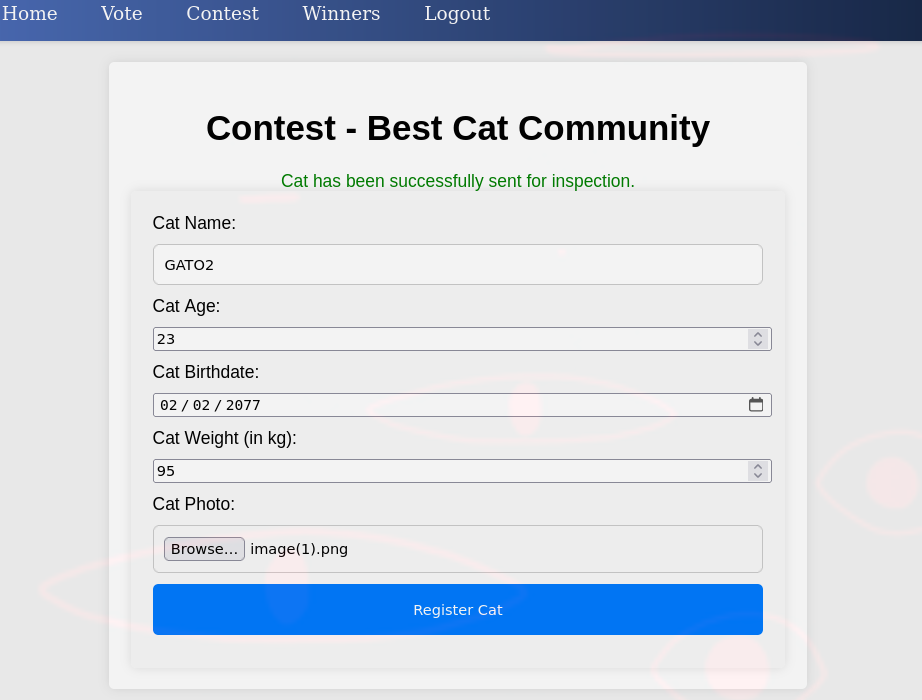 Home Vote Contest Winners Logout
Contest - Best Cat Community
Cat has been successfully sent for inspection.
Cat Name:
GATO2
Cat Age:
23
Cat Birthdate:
02 / 02 / 2077
Cat Weight (in kg):
95
Cat Photo:
Browse... image(1).png
Register Cat